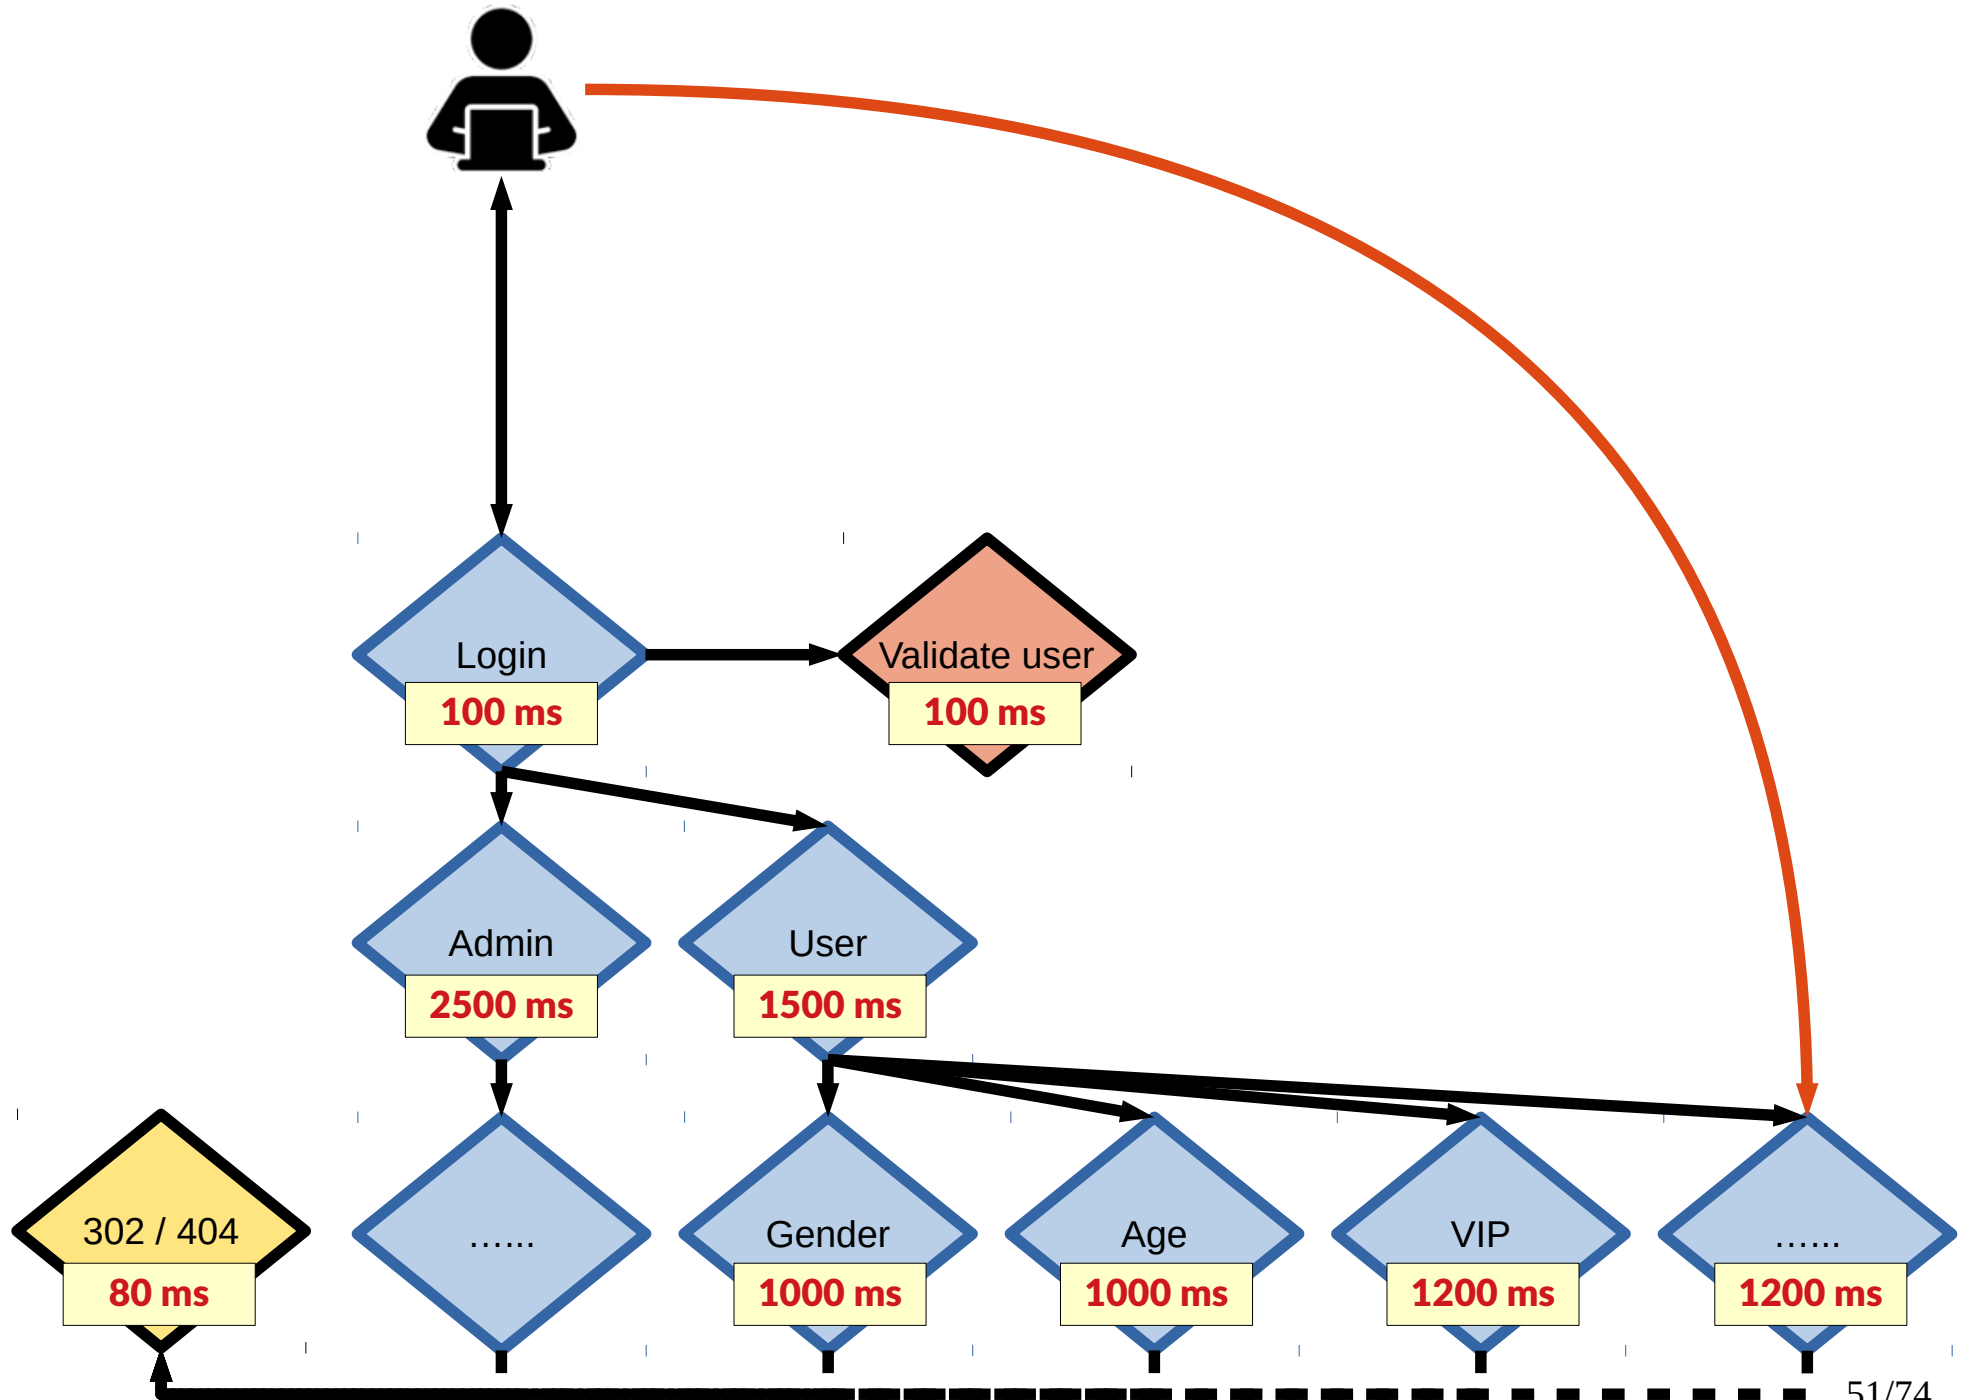 Login
100 ms
Validate user
100 ms
Admin
2500 ms
User
1500 ms
302 / 404
80 ms
…...
Gender
1000 ms
Age
1000 ms
VIP
1200 ms
…...
1200 ms
51/74